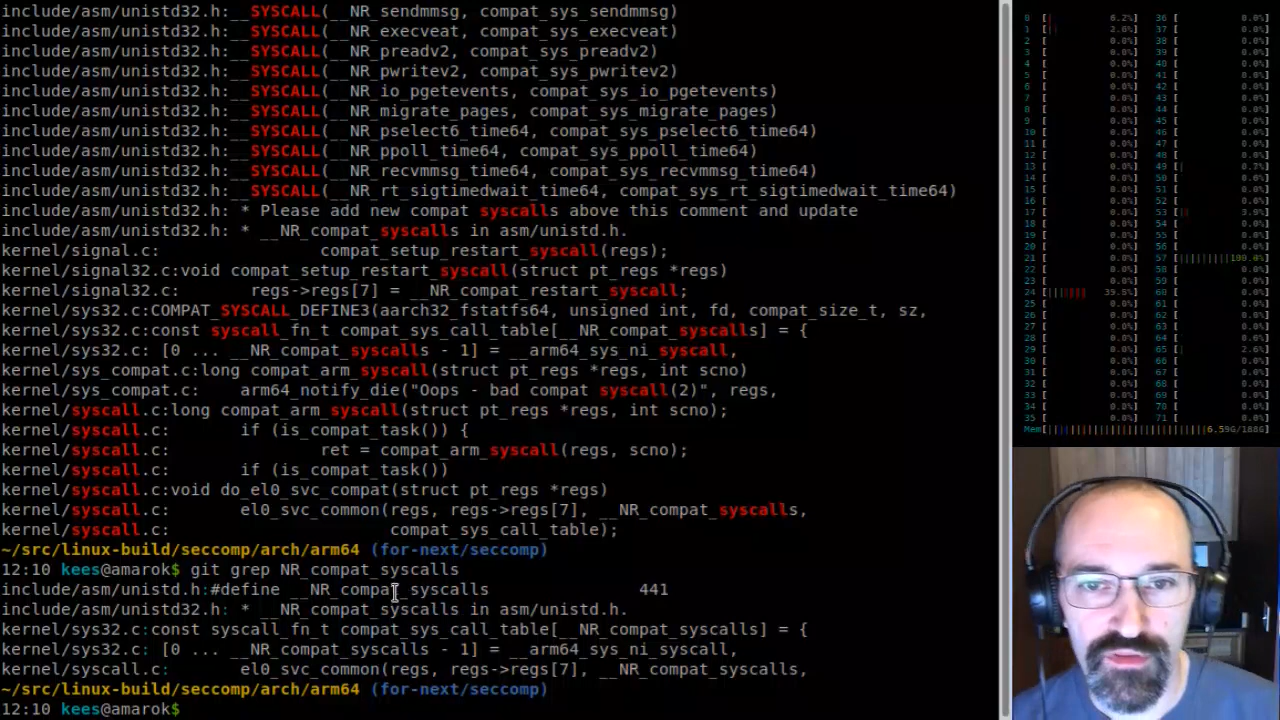 include/asm/unistd32.h:__SYSCALL(__NR_sendmmsg, compat_sys_sendmmsg)
include/asm/unistd32.h:__SYSCALL(__NR_execveat, compat_sys_execveat)
include/asm/unistd32.h:__SYSCALL(__NR_preadv2, compat_sys_preadv2)
include/asm/unistd32.h:__SYSCALL(__NR_pwritev2, compat_sys_pwritev2)
include/asm/unistd32.h:__SYSCALL(__NR_io_pgetevents, compat_sys_io_pgetevents)
include/asm/unistd32.h:__SYSCALL(__NR_migrate_pages, compat_sys_migrate_pages)
include/asm/unistd32.h:__SYSCALL(__NR_pselect6_time64, compat_sys_pselect6_time64)
include/asm/unistd32.h:__SYSCALL(__NR_ppoll_time64, compat_sys_ppoll_time64)
include/asm/unistd32.h:__SYSCALL(__NR_recvmmsg_time64, compat_sys_recvmmsg_time64)
include/asm/unistd32.h:__SYSCALL(__NR_rt_sigtimedwait_time64, compat_sys_rt_sigtimedwait_time64)
include/asm/unistd32.h: * Please add new compat syscalls above this comment and update
include/asm/unistd32.h: * __NR_compat_syscalls in asm/unistd.h.
kernel/signal.c:                compat_setup_restart_syscall(regs);
kernel/signal32.c:void compat_setup_restart_syscall(struct pt_regs *regs)
kernel/signal32.c:       regs->regs[7] = __NR_compat_restart_syscall;
kernel/sys32.c:COMPAT_SYSCALL_DEFINE3(aarch32_fstatfs64, unsigned int, fd, compat_size_t, sz,
kernel/sys32.c:const syscall_fn_t compat_sys_call_table[__NR_compat_syscalls] = {
kernel/sys32.c: [0 ... __NR_compat_syscalls - 1] = __arm64_sys_ni_syscall,
kernel/sys_compat.c:long compat_arm_syscall(struct pt_regs *regs, int scno)
kernel/sys_compat.c:    arm64_notify_die("Oops - bad compat syscall(2)", regs,
kernel/syscall.c:long compat_arm_syscall(struct pt_regs *regs, int scno);
kernel/syscall.c:       if (is_compat_task()) {
kernel/syscall.c:               ret = compat_arm_syscall(regs, scno);
kernel/syscall.c:       if (is_compat_task())
kernel/syscall.c:void do_el0_svc_compat(struct pt_regs *regs)
kernel/syscall.c:       el0_svc_common(regs, regs->regs[7], __NR_compat_syscalls,
kernel/syscall.c:                      compat_sys_call_table);
~/src/linux-build/seccomp/arch/arm64 (for-next/seccomp)
12:10 kees@amarok$ git grep NR_compat_syscalls
include/asm/unistd.h:#define __NR_compat_syscalls               441
include/asm/unistd32.h: * __NR_compat_syscalls in asm/unistd.h.
kernel/sys32.c:const syscall_fn_t compat_sys_call_table[__NR_compat_syscalls] = {
kernel/sys32.c: [0 ... __NR_compat_syscalls - 1] = __arm64_sys_ni_syscall,
kernel/syscall.c:       el0_svc_common(regs, regs->regs[7], __NR_compat_syscalls,
~/src/linux-build/seccomp/arch/arm64 (for-next/seccomp)
12:10 kees@amarok$